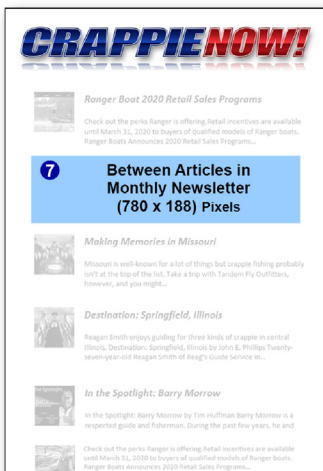 CRAPPIENOW!
Ranger Boat 2020 Retail Sales Programs
Check out the perks Ranger is offering.Retail incentives are available
until March 31, 2020 to buyers of qualified models of Ranger boats.
Ranger Boats Announces 2020 Retail Sales Programs...
7
Between Articles in
Monthly Newsletter
(780 x 188) Pixels
Making Memories in Missouri
Missouri is well-known for a lot of things but crappie fishing probably
isn't at the top of the list. Take a trip with Tandem Fly Outfitters,
however, and you might...
Destination: Springfield, Illinois
Reagan Smith enjoys guiding for three kinds of crappie in central
Illinois. Destination: Springfield, Illinois by John E. Phillips Twenty-
seven-year-old Reagan Smith of Reag's Guide Service in...
In the Spotlight: Barry Morrow
In the Spotlight: Barry Morrow by Tim Huffman Barry Morrow is a
respected guide and fisherman. During the past few years, he and
Check out the perks Ranger is offering.Retail incentives are available
until March 31, 2020 to buyers of qualified models of Ranger boats.
Ranger Boats Announces 2020 Retail Sales Programs...